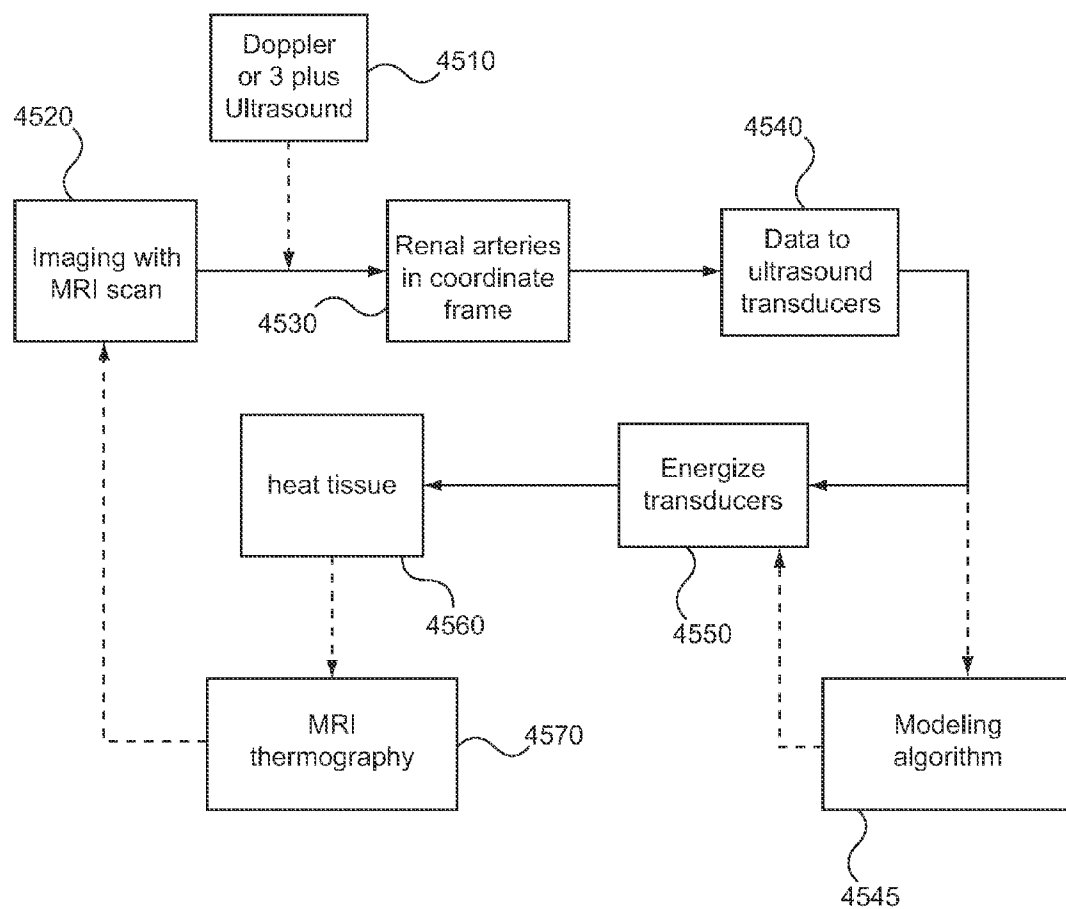 Doppler
or 3 plus
Ultrasound
4510
4520
4540
Imaging with
MRI scan
Renal arteries
in coordinate
frame
4530
Data to
ultrasound
transducers
heat tissue
4560
Energize
transducers
4550
MRI
thermography
4570
Modeling
algorithm
4545